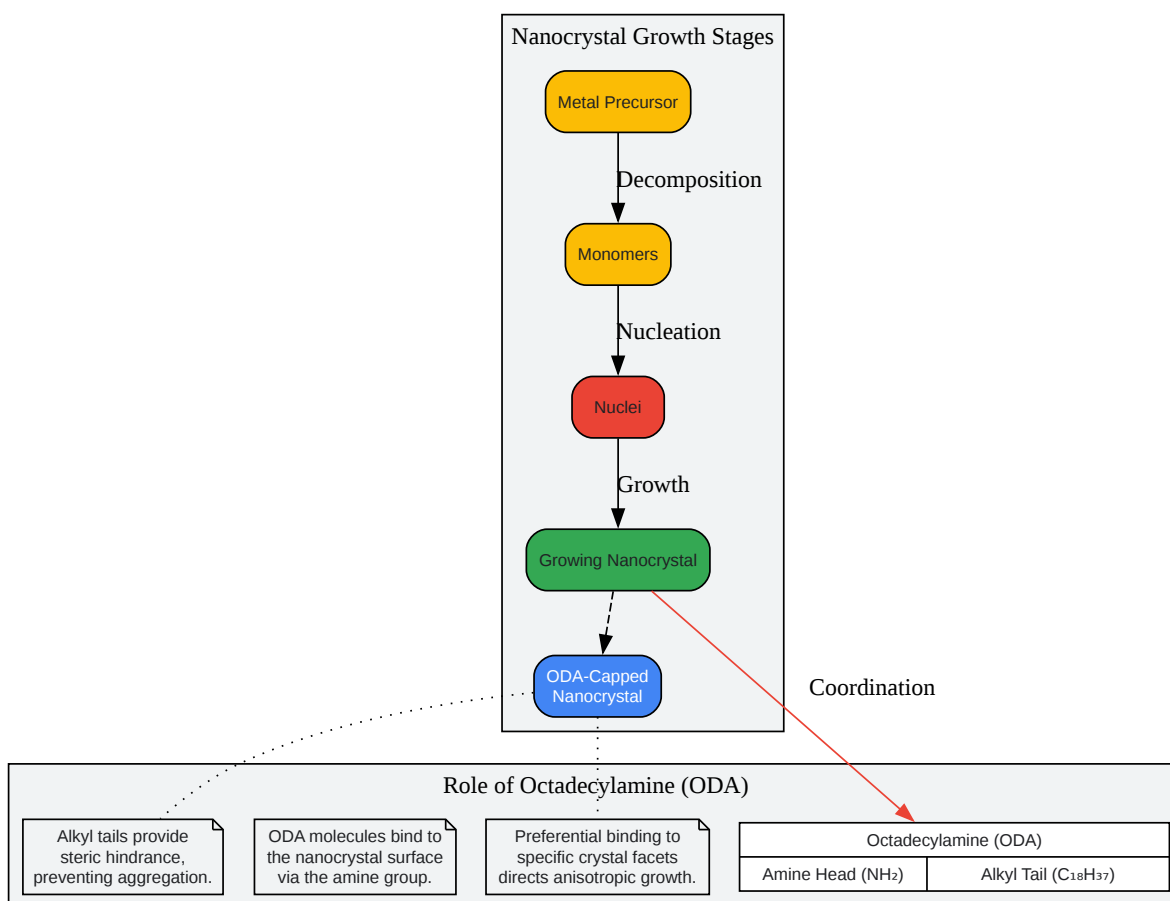 Nanocrystal Growth Stages
Metal Precursor
Decomposition
Monomers
Nucleation
Nuclei
Growth
Growing Nanocrystal
ODA-Capped
Nanocrystal
Coordination
Role of Octadecylamine (ODA)
Alkyl tails provide
steric hindrance,
preventing aggregation.
ODA molecules bind to
the nanocrystal surface
via the amine group.
Preferential binding to
specific crystal facets
directs anisotropic growth.
Octadecylamine (ODA)
Amine Head (NH₂)
Alkyl Tail (C₁₈H₃₇)